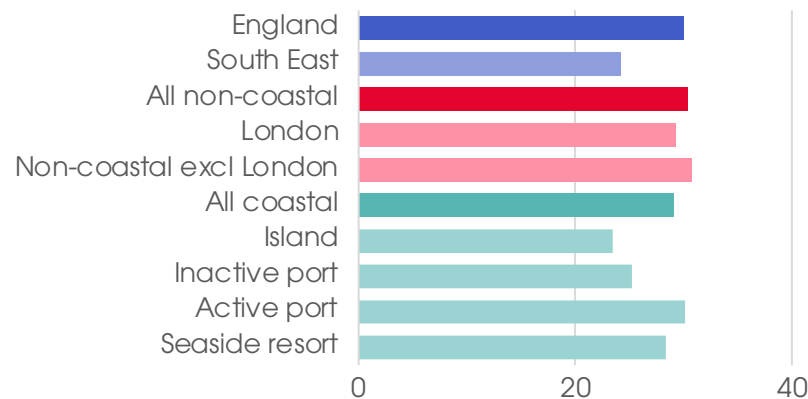 England
South East
All non-coastal
London
Non-coastal excl London
All coastal
Island
Inactive port
Active port
Seaside resort
0 20 40